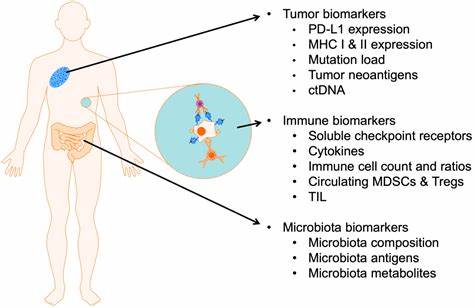 • Tumor biomarkers
• PD-L1 expression
• MHC I & II expression
• Mutation load
• Tumor neoantigens
• ctDNA
• Immune biomarkers
• Soluble checkpoint receptors
• Cytokines
• Immune cell count and ratios
• Circulating MDSCs & Tregs
• TIL
• Microbiota biomarkers
• Microbiota composition
• Microbiota antigens
• Microbiota metabolites